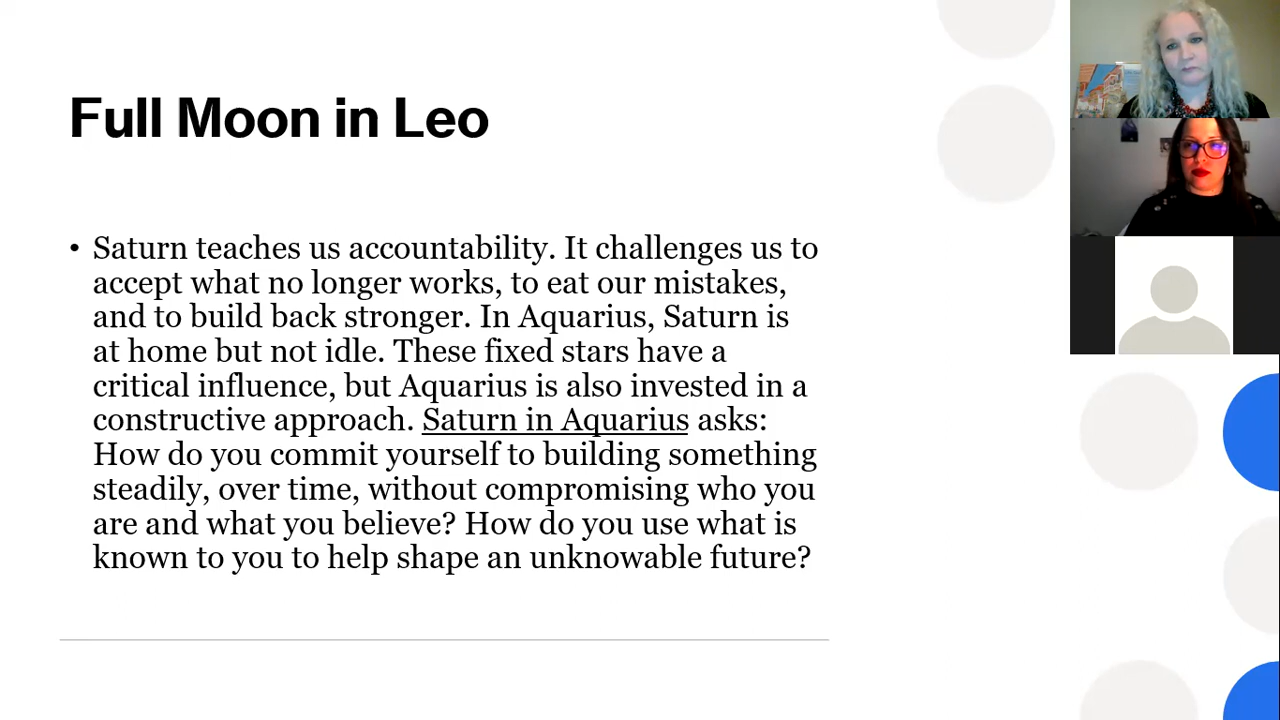 Full Moon in Leo
• Saturn teaches us accountability. It challenges us to
accept what no longer works, to eat our mistakes,
and to build back stronger. In Aquarius, Saturn is
at home but not idle. These fixed stars have a
critical influence, but Aquarius is also invested in a
constructive approach. Saturn in Aquarius asks:
How do you commit yourself to building something
steadily, over time, without compromising who you
are and what you believe? How do you use what is
known to you to help shape an unknowable future?